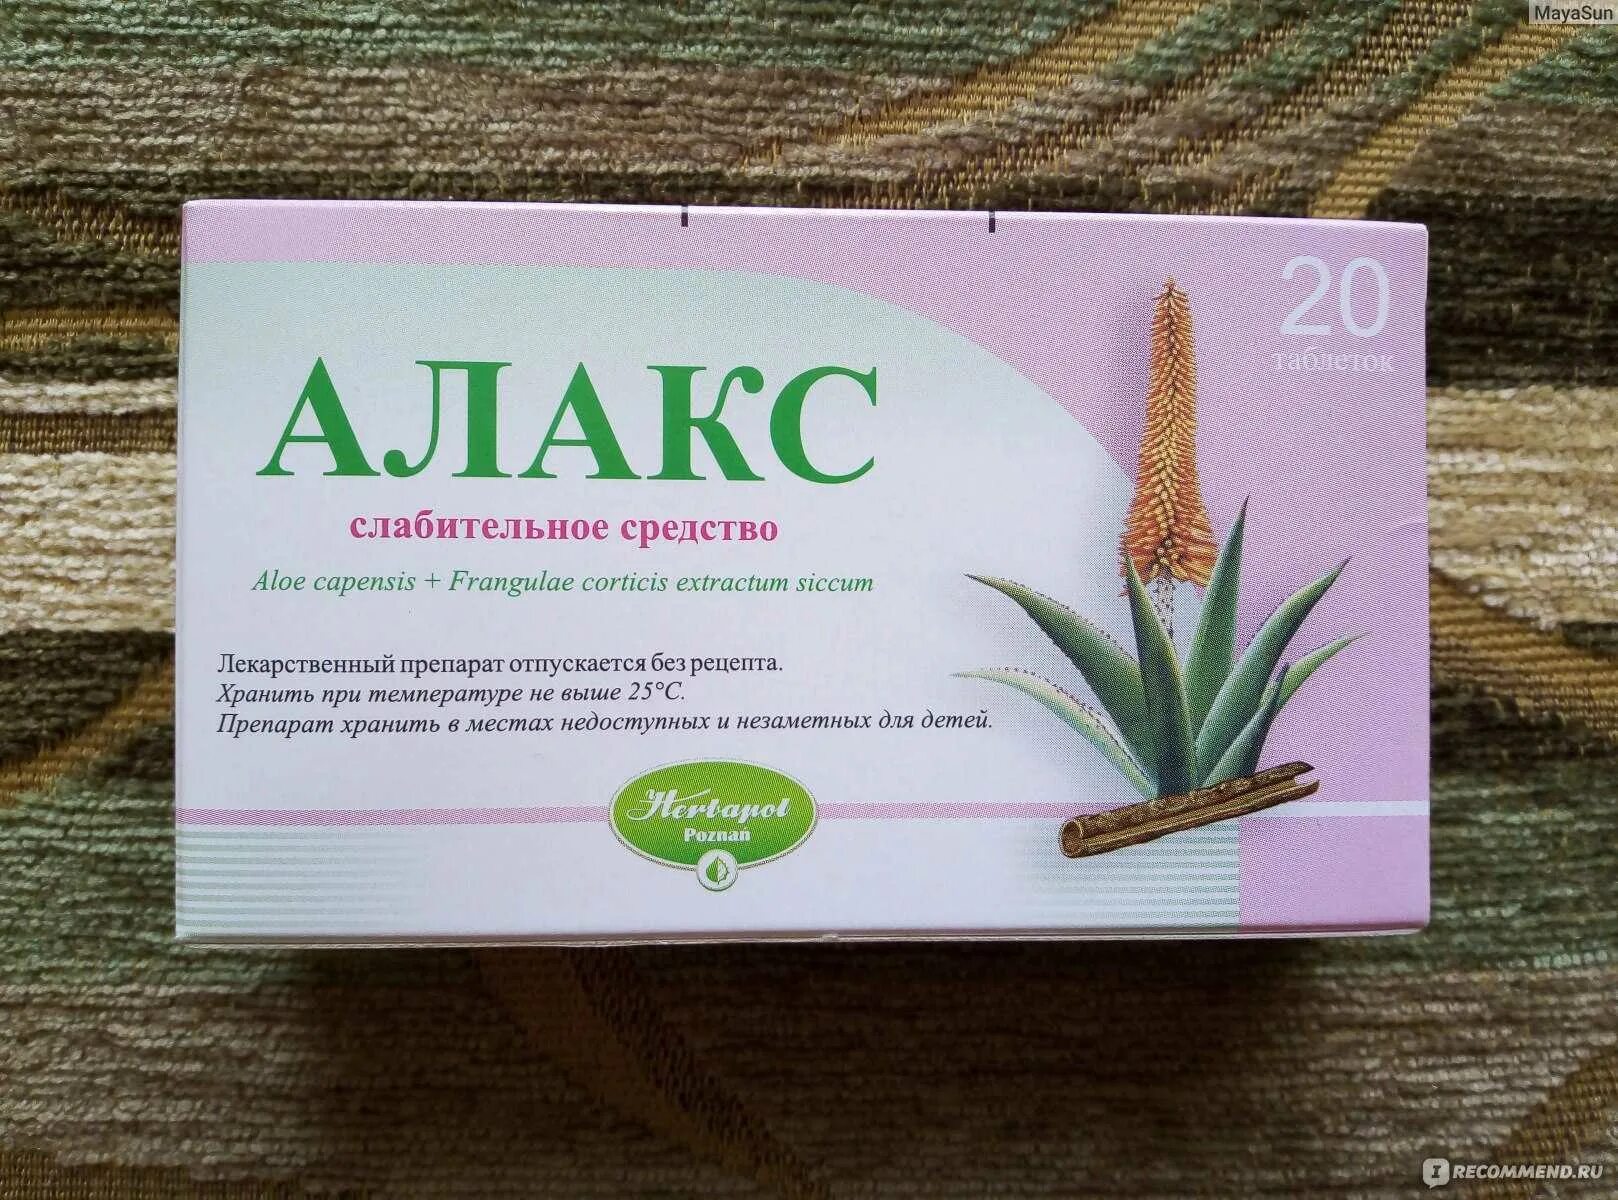 MayaSun
20
таблеток
АЛАКС
слабительное средство
Aloe capensis + Frangulae corticis extractum siccum
Лекарственный препарат отпускается без рецепта.
Хранить при температуре не выше 25°C.
Препарат хранить в местах недоступных и незаметных для детей.
Herbapol
Poznań
I RECOMMEND.RU